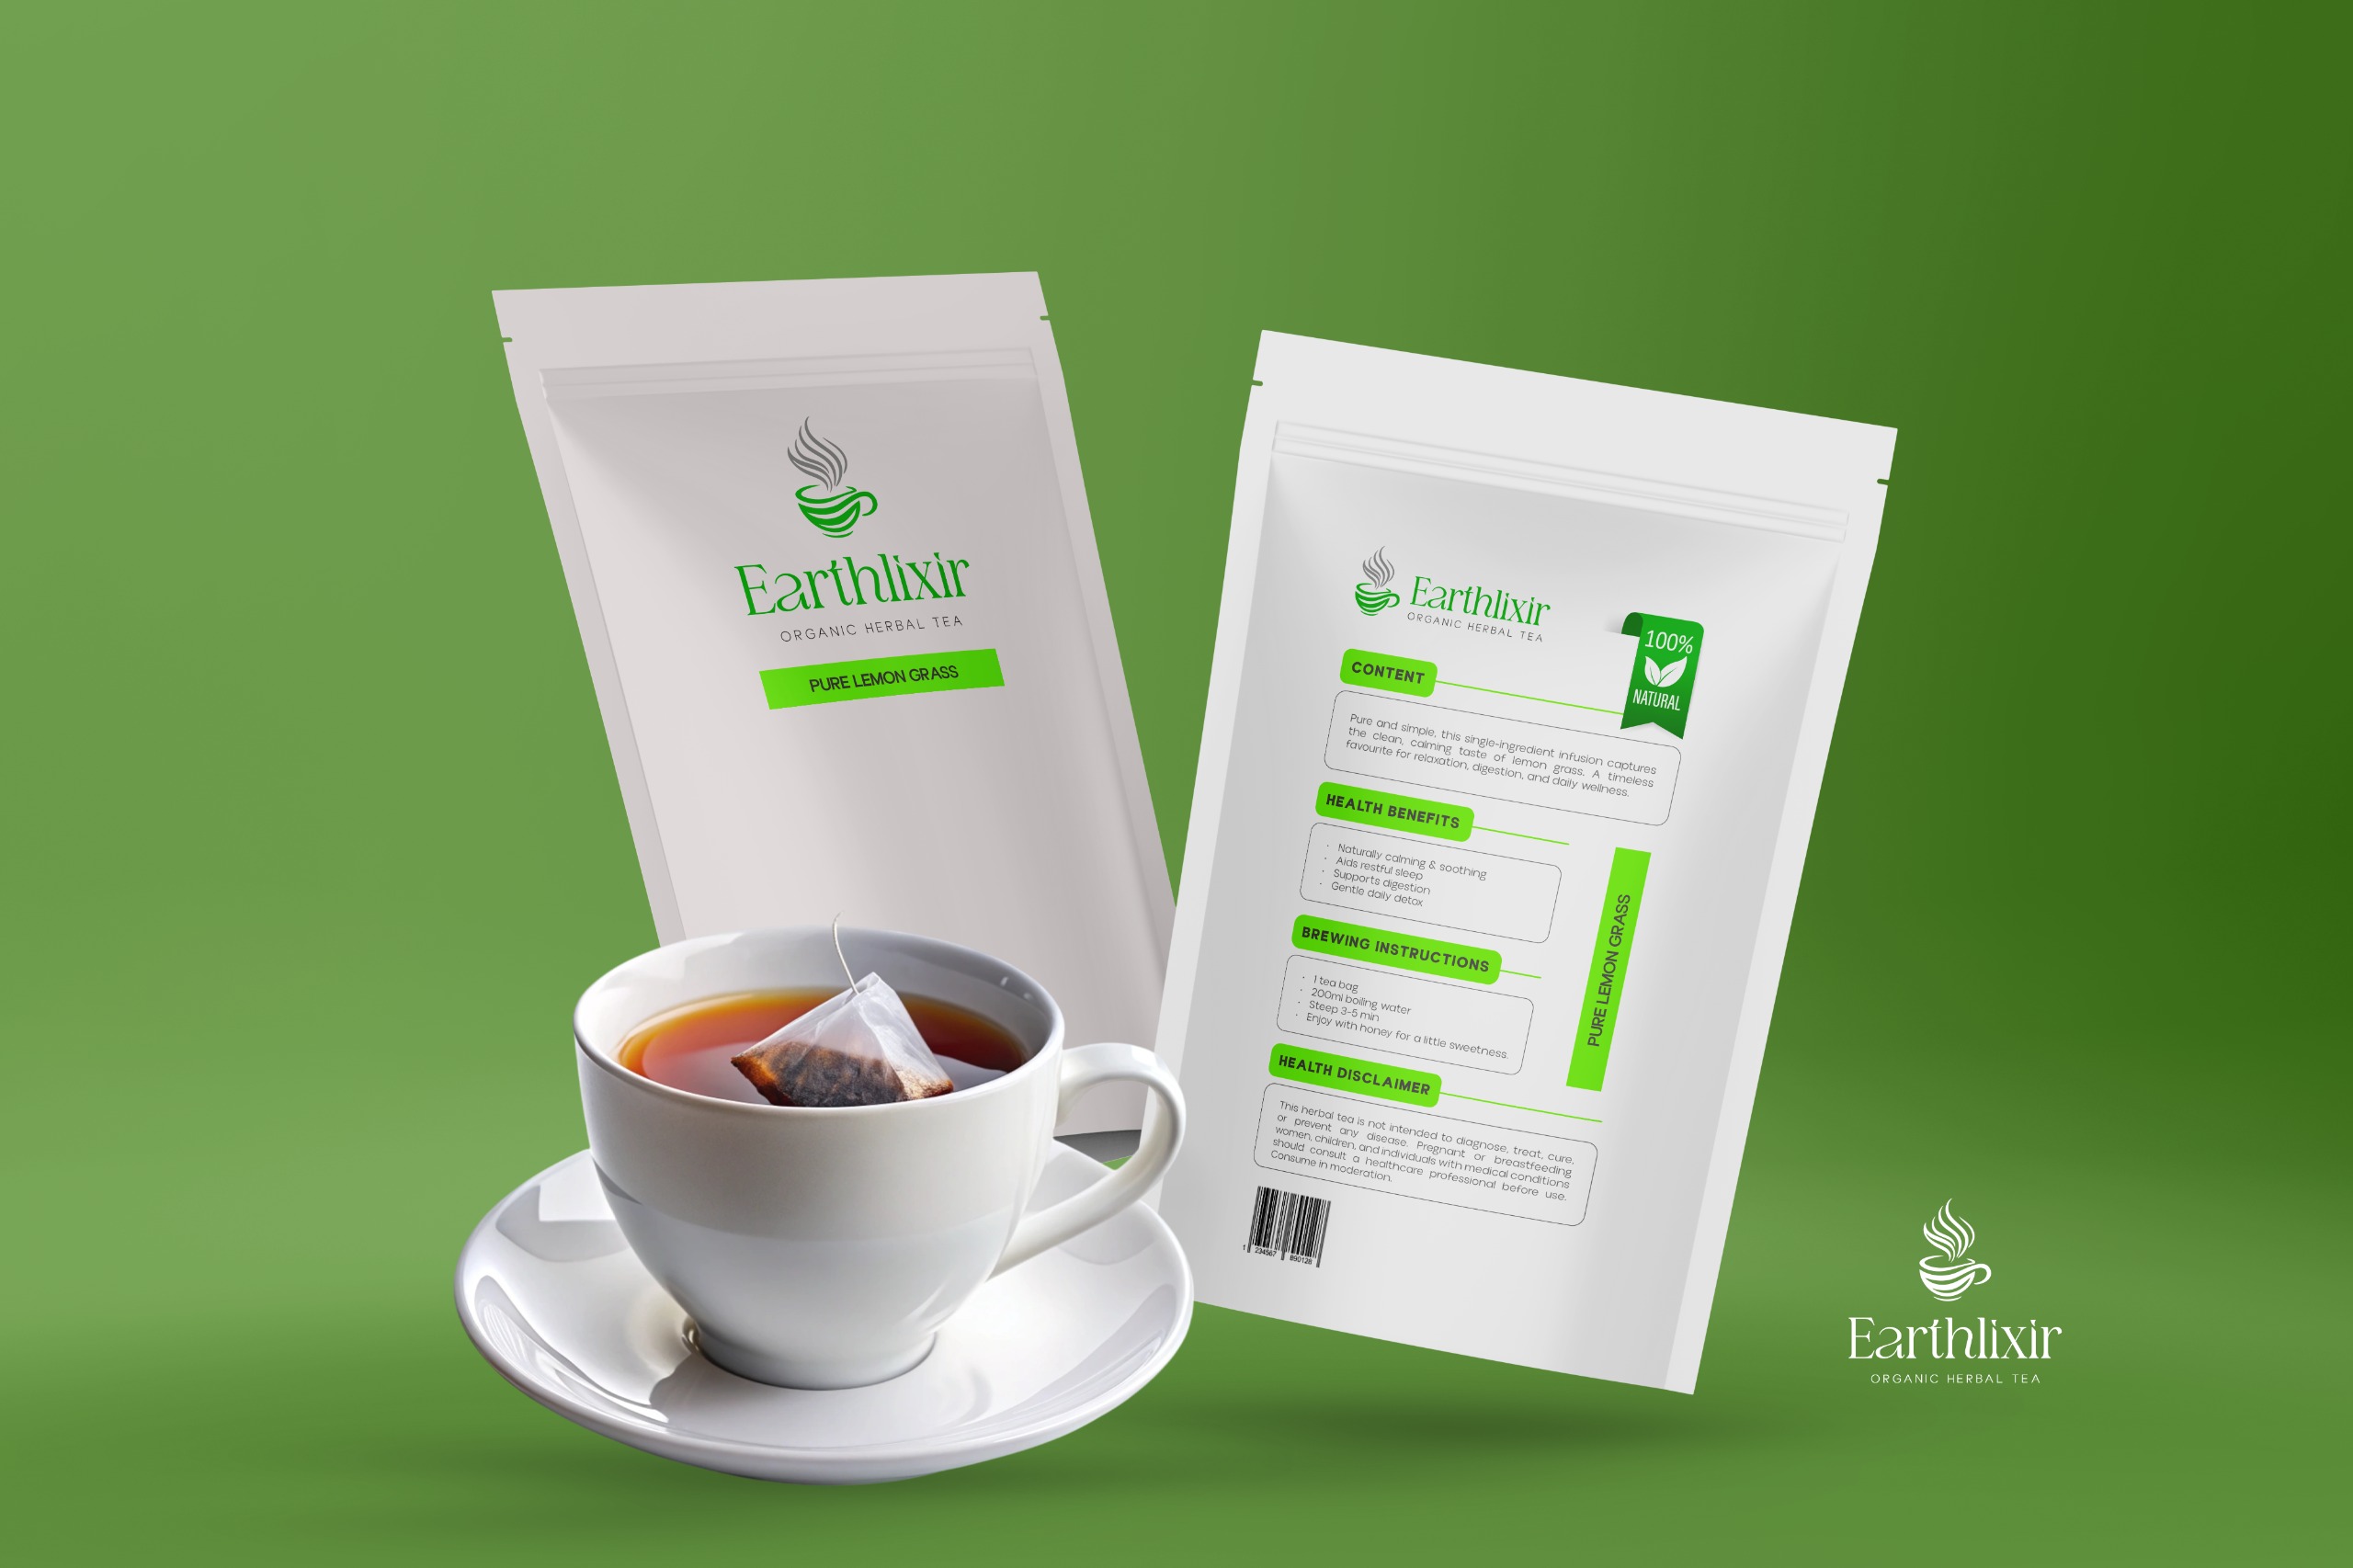 Earthlixir
ORGANIC HERBAL TEA
PURE LEMON GRASS
Earthlixir
ORGANIC HERBAL TEA
100%
NATURAL
CONTENT
Pure and simple, this single-ingredient infusion captures
the clean, calming taste of lemon grass. A timeless
favourite for relaxation, digestion, and daily wellness.
HEALTH BENEFITS
· Naturally calming & soothing
· Aids restful sleep
· Supports digestion
· Gentle daily detox
PURE LEMON GRASS
BREWING INSTRUCTIONS
· 1 tea bag
· 200ml boiling water
· Steep 3-5 min
· Enjoy with honey for a little sweetness.
HEALTH DISCLAIMER
This herbal tea is not intended to diagnose, treat, cure,
or prevent any disease. Pregnant or breastfeeding
women, children, and individuals with medical conditions
should consult a healthcare professional before use.
Consume in moderation.
1 234567 890128
Earthlixir
ORGANIC HERBAL TEA